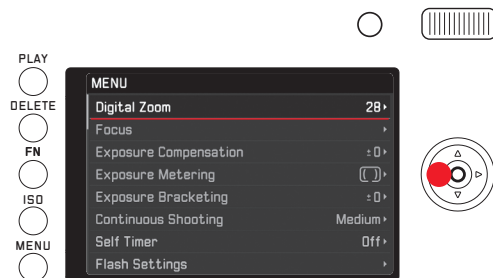 PLAY
DELETE
FN
ISO
MENU
MENU
Digital Zoom 28
Focus
Exposure Compensation ±0
Exposure Metering
Exposure Bracketing ±0
Continuous Shooting Medium
Self Timer Off
Flash Settings